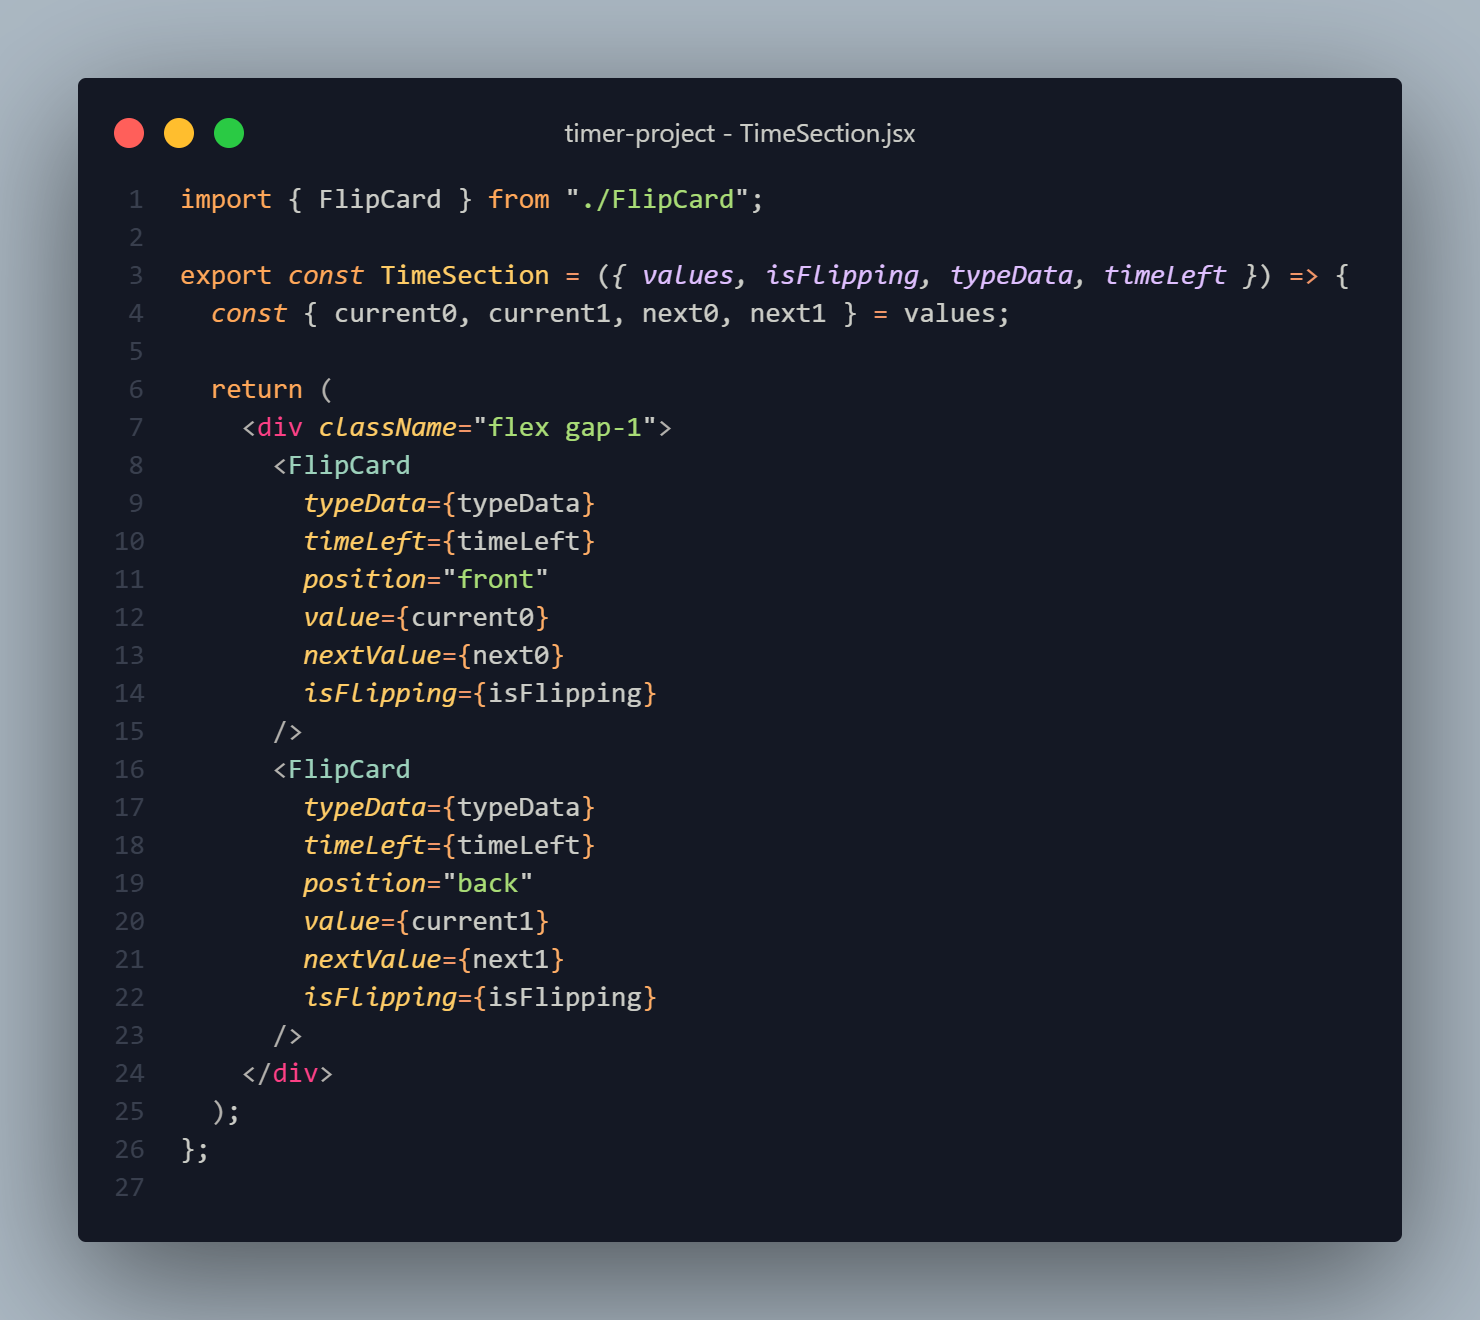 timer-project - TimeSection.jsx
1 import { FlipCard } from "./FlipCard";
2
3 export const TimeSection = ({ values, isFlipping, typeData, timeLeft }) => {
4   const { current0, current1, next0, next1 } = values;
5
6   return (
7     <div className="flex gap-1">
8       <FlipCard
9         typeData={typeData}
10         timeLeft={timeLeft}
11         position="front"
12         value={current0}
13         nextValue={next0}
14         isFlipping={isFlipping}
15       />
16       <FlipCard
17         typeData={typeData}
18         timeLeft={timeLeft}
19         position="back"
20         value={current1}
21         nextValue={next1}
22         isFlipping={isFlipping}
23       />
24     </div>
25   );
26 };
27